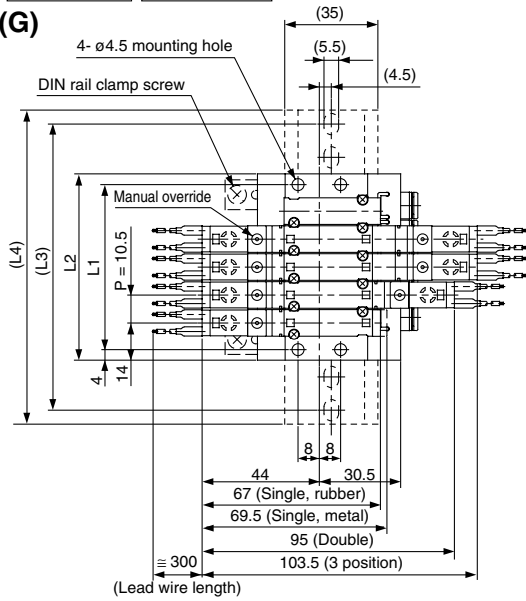 (G)
(35)
4- ø4.5 mounting hole
(5.5)
(4.5)
DIN rail clamp screw
Manual override
(L4)
(L3)
L2
L1
P = 10.5
4
14
8
8
44
30.5
67 (Single, rubber)
69.5 (Single, metal)
95 (Double)
≅ 300
103.5 (3 position)
(Lead wire length)